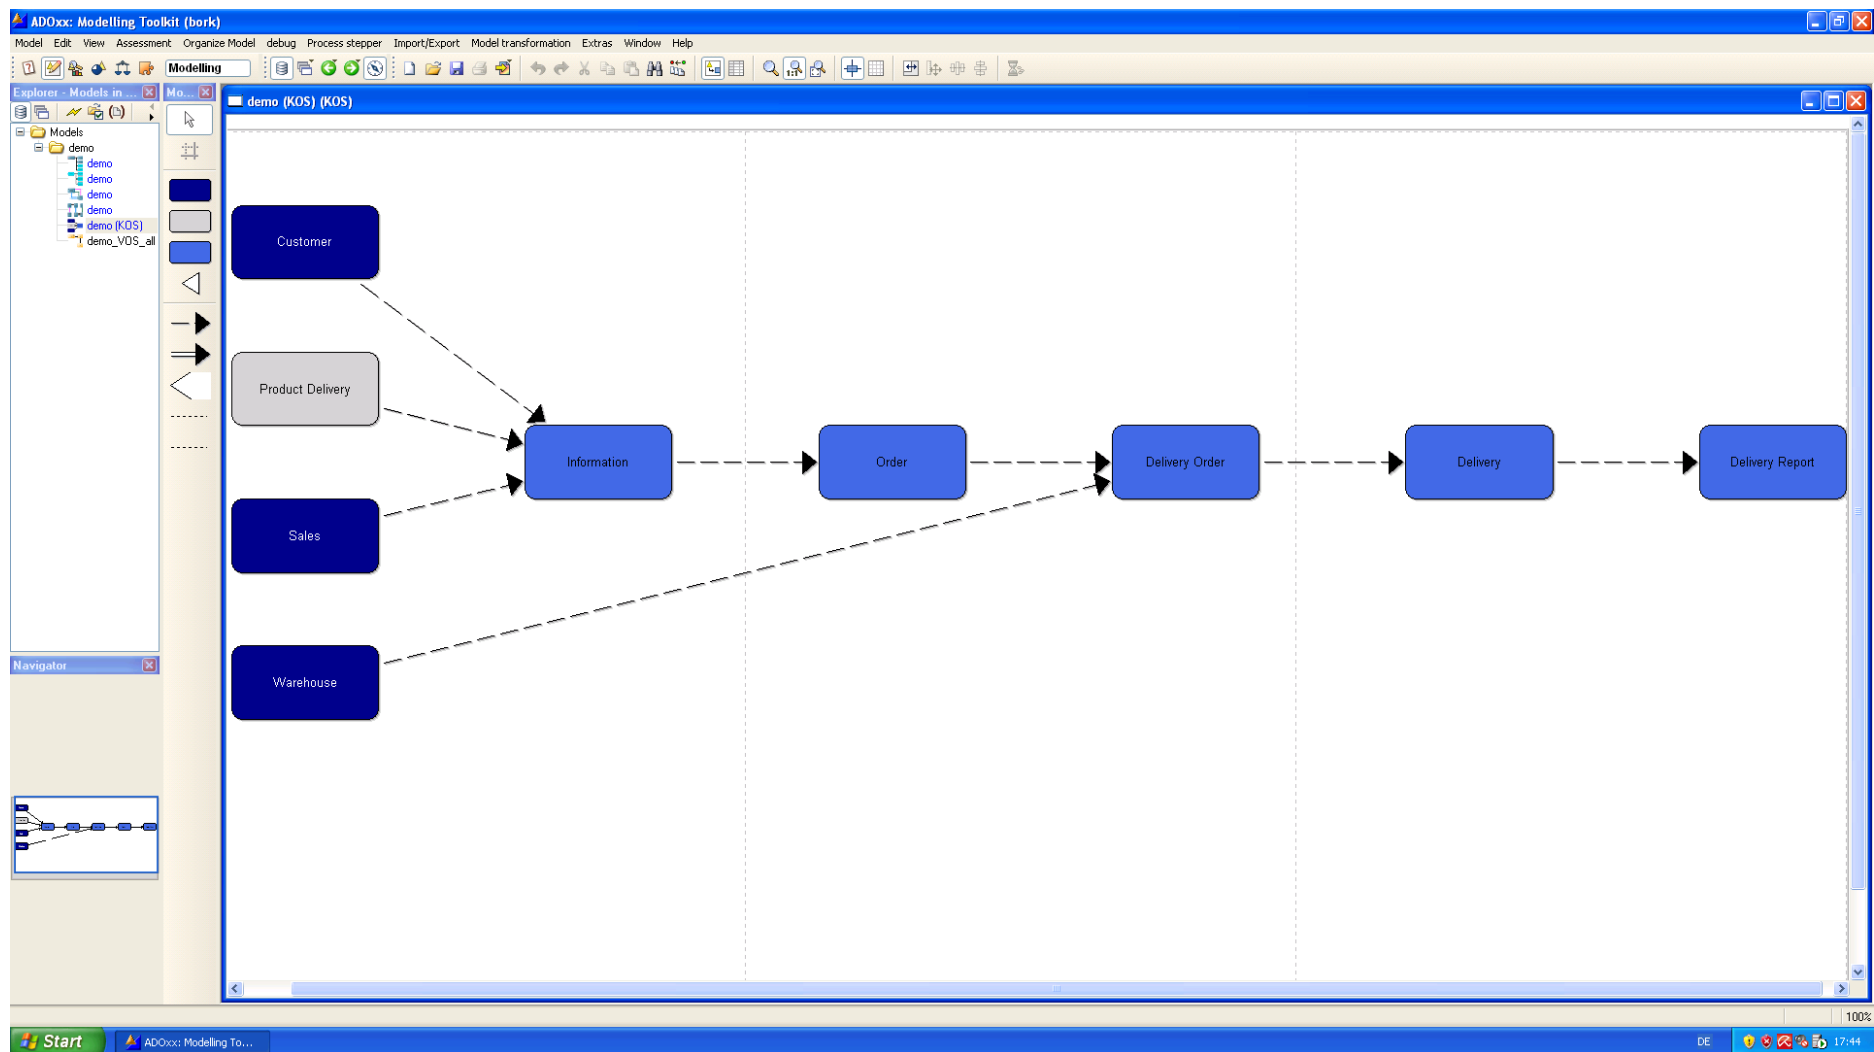 ADOxx: Modelling Toolkit (bork)
Model Edit View Assessment Organize Model debug Process stepper Import/Export Model transformation Extras Window Help
Modelling
Explorer - Models in ...
Mo...
demo (KOS) (KOS)
Models
demo
demo
demo
demo
demo
demo (KOS)
demo_VOS_all
Customer
Product Delivery
Information
Order
Delivery Order
Delivery
Delivery Report
Sales
Warehouse
Navigator
100%
Start
ADOxx: Modelling To...
DE
17:44